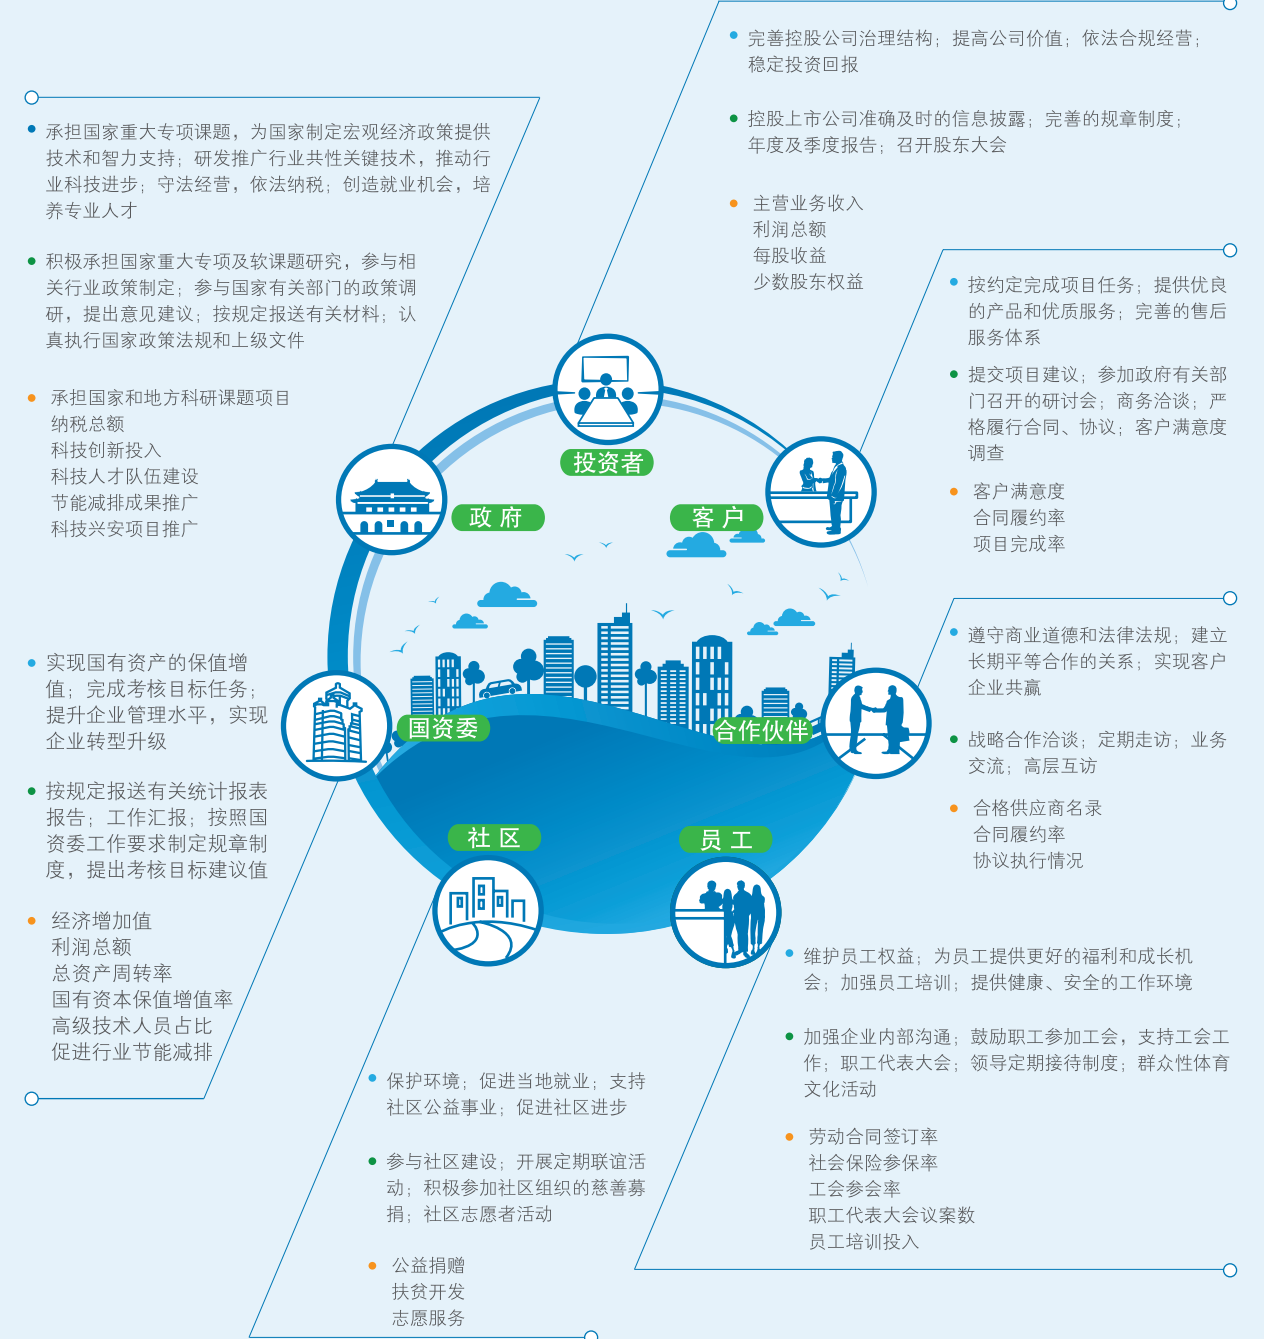 完善控股公司治理结构；提高公司价值；依法合规经营；
稳定投资回报
控股上市公司准确及时的信息披露；完善的规章制度；
年度及季度报告；召开股东大会
主营业务收入
利润总额
每股收益
少数股东权益
承担国家重大专项课题，为国家制定宏观经济政策提供
技术和智力支持；研发推广行业共性关键技术，推动行
业科技进步；守法经营，依法纳税；创造就业机会，培
养专业人才
积极承担国家重大专项及软课题研究，参与相
关行业政策制定；参与国家有关部门的政策调
研，提出意见建议；按规定报送有关材料；认
真执行国家政策法规和上级文件
承担国家和地方科研课题项目
纳税总额
科技创新投入
科技人才队伍建设
节能减排成果推广
科技兴安项目推广
按约定完成项目任务；提供优良
的产品和优质服务；完善的售后
服务体系
提交项目建议；参加政府有关部
门召开的研讨会；商务洽谈；严
格履行合同、协议；客户满意度
调查
客户满意度
合同履约率
项目完成率
投资者
政府
客户
国资委
合作伙伴
社区
员工
实现国有资产的保值增
值；完成考核目标任务；
提升企业管理水平，实现
企业转型升级
按规定报送有关统计报表
报告；工作汇报；按照国
资委工作要求制定规章制
度，提出考核目标建议值
经济增加值
利润总额
总资产周转率
国有资本保值增值率
高级技术人员占比
促进行业节能减排
遵守商业道德和法律法规；建立
长期平等合作的关系；实现客户
企业共赢
战略合作洽谈；定期走访；业务
交流；高层互访
合格供应商名录
合同履约率
协议执行情况
维护员工权益；为员工提供更好的福利和成长机
会；加强员工培训；提供健康、安全的工作环境
加强企业内部沟通；鼓励职工参加工会，支持工会工
作；职工代表大会；领导定期接待制度；群众性体育
文化活动
劳动合同签订率
社会保险参保率
工会参会率
职工代表大会议案数
员工培训投入
保护环境；促进当地就业；支持
社区公益事业；促进社区进步
参与社区建设；开展定期联谊活
动；积极参加社区组织的慈善募
捐；社区志愿者活动
公益捐赠
扶贫开发
志愿服务